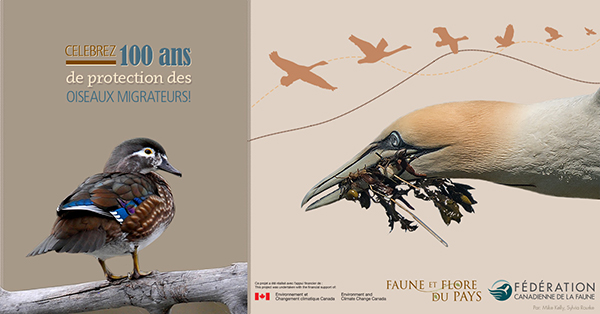 CELEBREZ 100 ans
de protection des
OISEAUX MIGRATEURS!
Ce projet a été réalisé avec l'appui financier de :
This project was undertaken with the financial support of:
Environnement et
Changement climatique Canada
Environment and
Climate Change Canada
FAUNE ET FLORE
DU PAYS
FÉDÉRATION
CANADIENNE DE LA FAUNE
Par: Mike Kelly, Sylvia Rourke